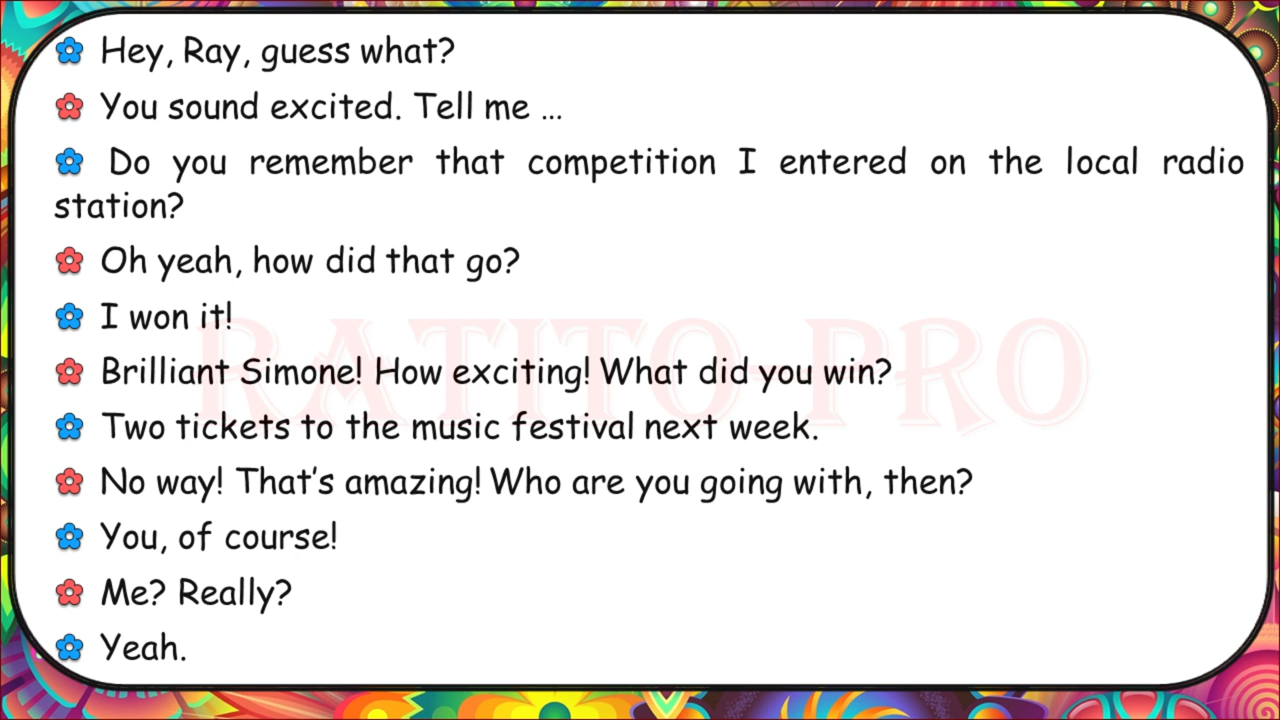 Hey, Ray, guess what?
You sound excited. Tell me ...
Do you remember that competition I entered on the local radio
station?
Oh yeah, how did that go?
I won it!
Brilliant Simone! How exciting! What did you win?
Two tickets to the music festival next week.
No way! That's amazing! Who are you going with, then?
You, of course!
Me? Really?
Yeah.
RATITO PRO